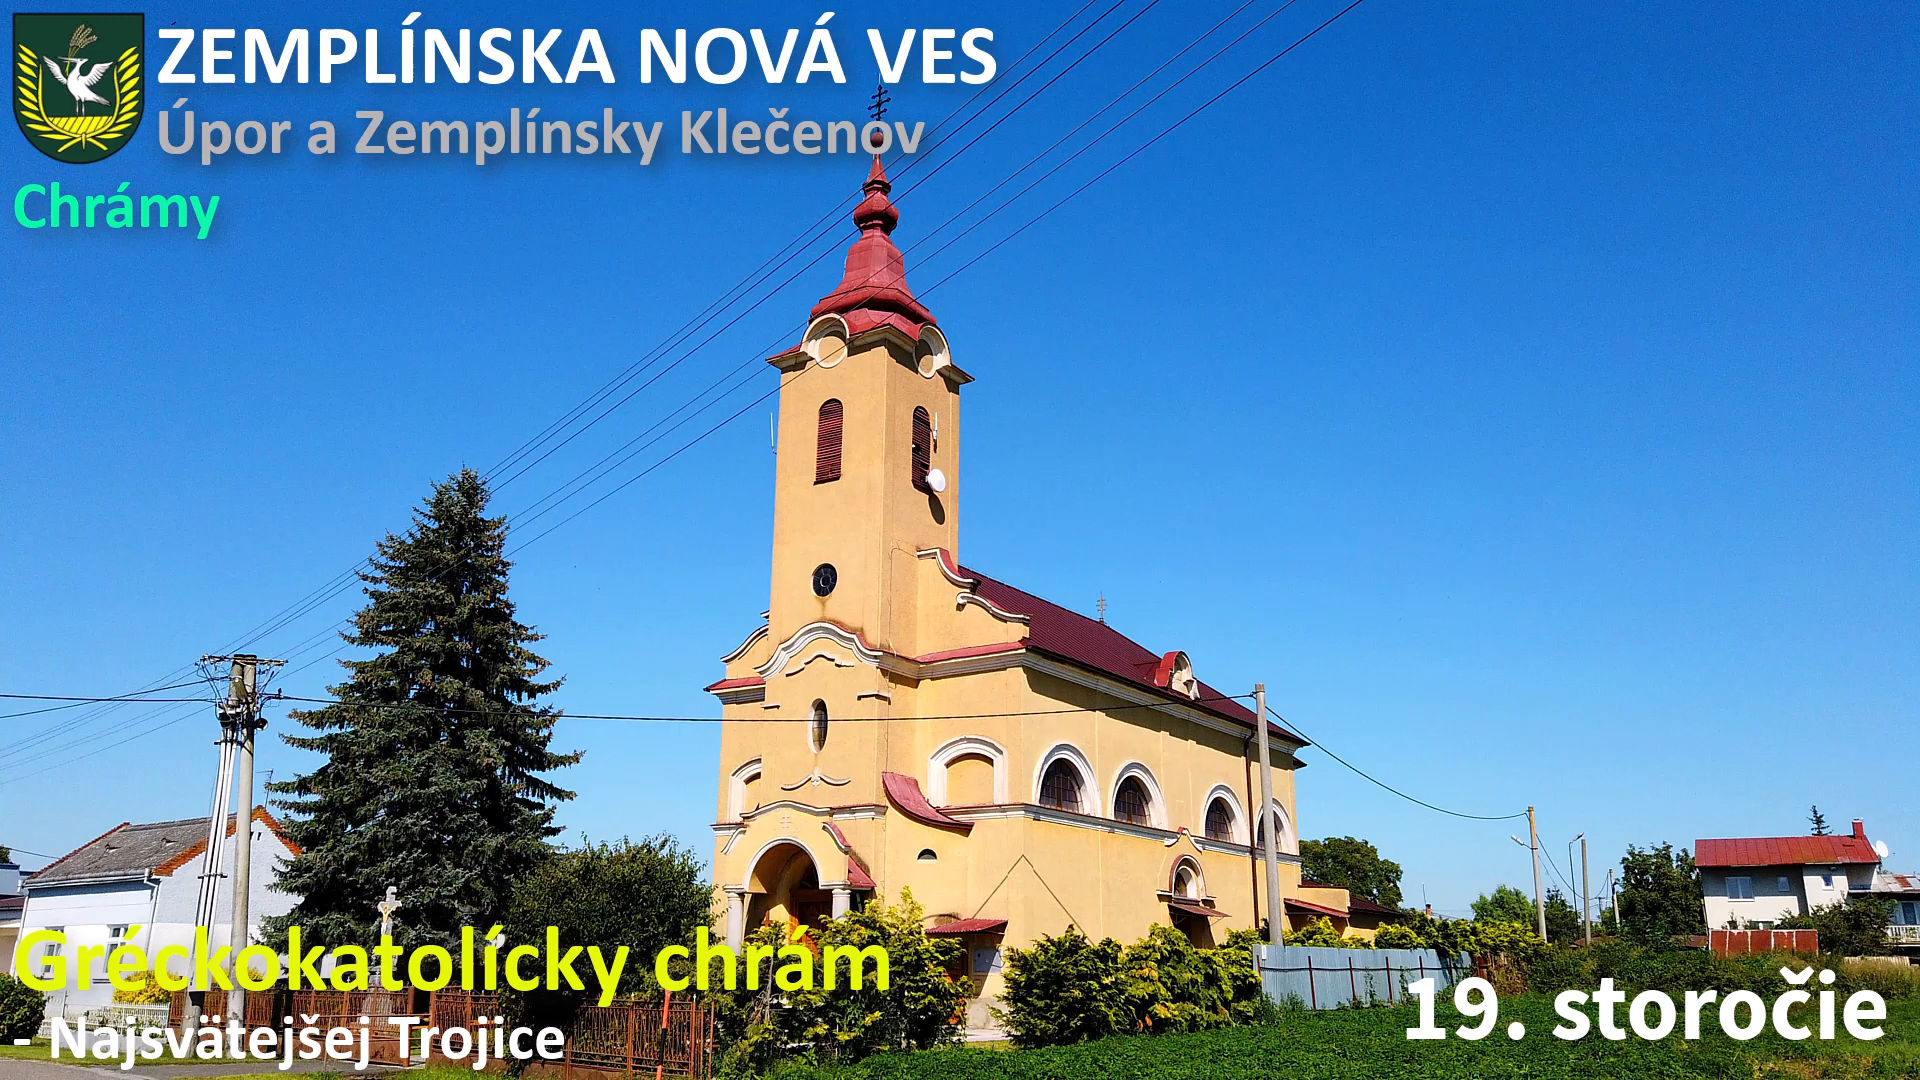 ZEMPLÍNSKA NOVÁ VES
Úpor a Zemplínsky Klečenov
Chrámy
Gréckokatolícky chrám
- Najsvätejšej Trojice
19. storočie